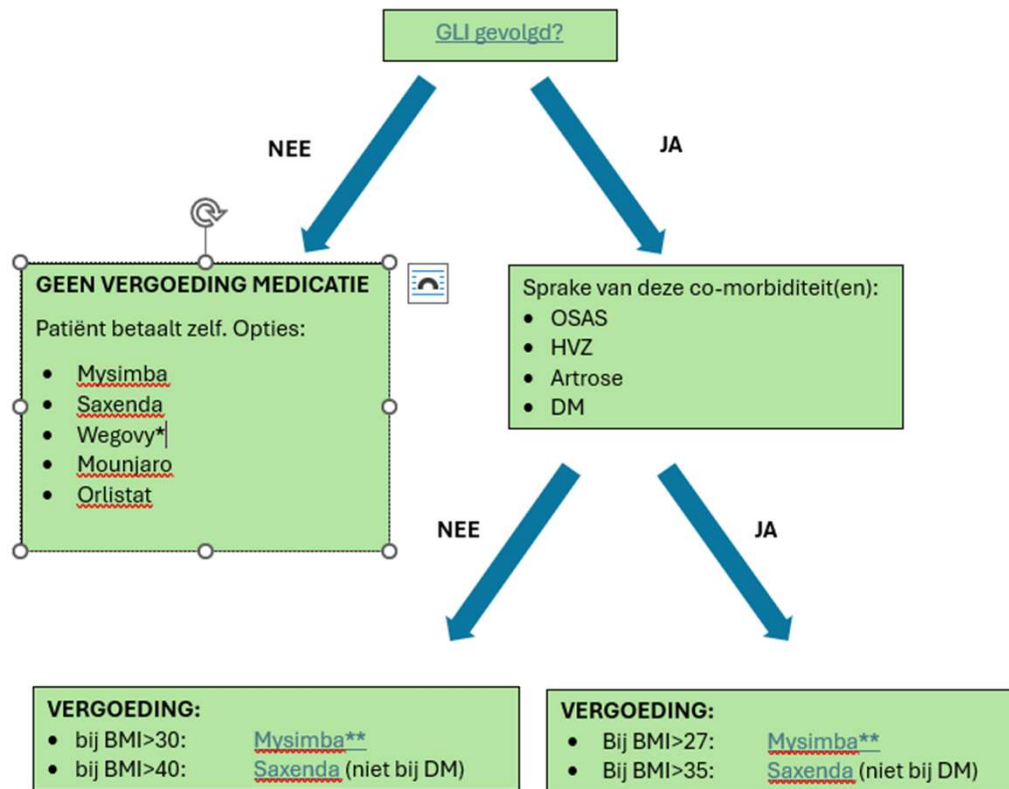 GLI gevolgd?
NEE
JA
GEEN VERGOEDING MEDICATIE
Patiënt betaalt zelf. Opties:
• Mysimba
• Saxenda
• Wegovy*
• Mounjaro
• Orlistat
Sprake van deze co-morbiditeit(en):
• OSAS
• HVZ
• Artrose
• DM
NEE
JA
VERGOEDING:
• bij BMI>30: Mysimba**
• bij BMI>40: Saxenda (niet bij DM)
VERGOEDING:
• Bij BMI>27: Mysimba**
• Bij BMI>35: Saxenda (niet bij DM)